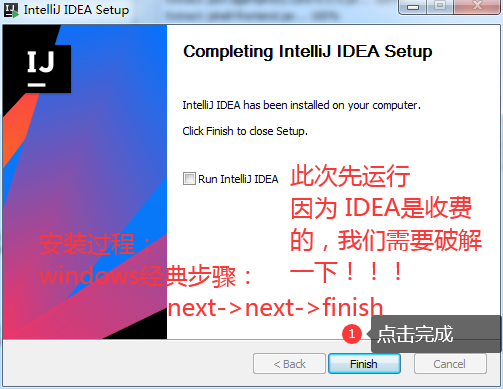 IntelliJ IDEA Setup
IJ
Completing IntelliJ IDEA Setup
IntelliJ IDEA has been installed on your computer.
Click Finish to close Setup.
Run IntelliJ IDEA
此次先运行
因为 IDEA是收费
的，我们需要破解
一下！！！
安装过程：
windows经典步骤：
next->next->finish
1 点击完成
< Back
Finish
Cancel